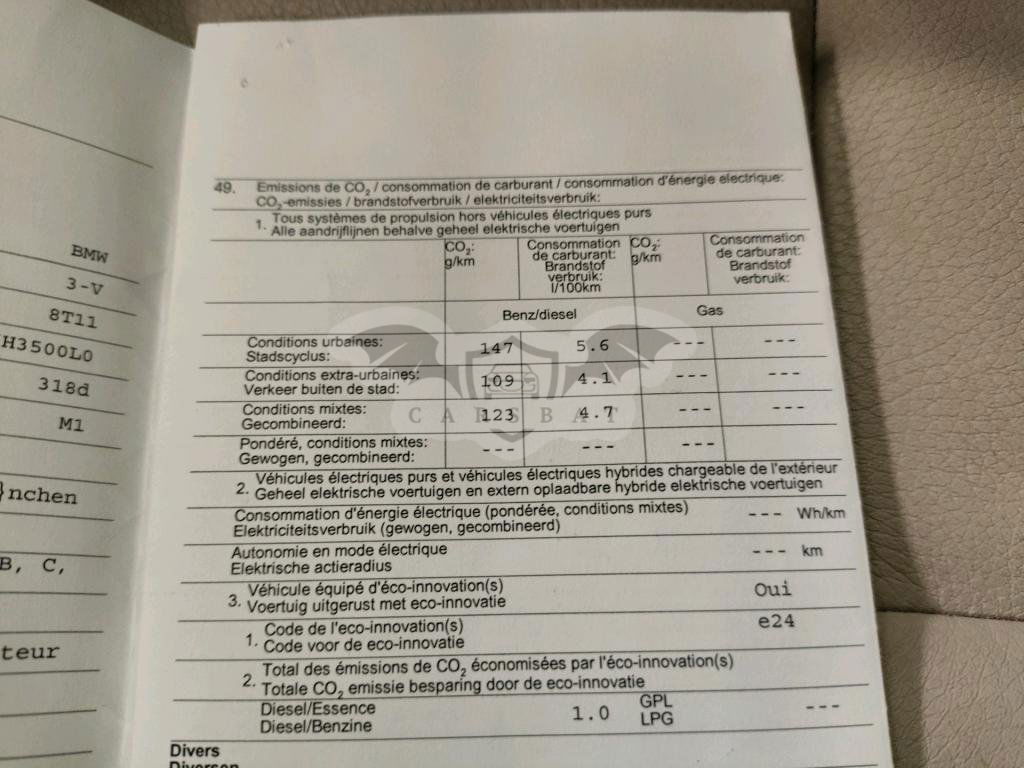 BMW
3-V
8T11
H3500L0
318d
M1
}nchen
B, C,
teur
49. Emissions de CO₂ / consommation de carburant / consommation d'énergie electrique:
CO₂-emissies / brandstofverbruik / elektriciteitsverbruik:
1. Tous systèmes de propulsion hors véhicules électriques purs
Alle aandrijflijnen behalve geheel elektrische voertuigen
CO₂: g/km
Consommation de carburant: Brandstof verbruik: l/100km
CO₂: g/km
Consommation de carburant: Brandstof verbruik:
Benz/diesel Gas
Conditions urbaines:
Stadscyclus: 147 5.6 --- ---
Conditions extra-urbaines:
Verkeer buiten de stad: 109 4.1 --- ---
Conditions mixtes:
Gecombineerd: 123 4.7 --- ---
CARSBAT
Pondéré, conditions mixtes:
Gewogen, gecombineerd: --- --- ---
2. Véhicules électriques purs et véhicules électriques hybrides chargeable de l'extérieur
Geheel elektrische voertuigen en extern oplaadbare hybride elektrische voertuigen
Consommation d'énergie électrique (pondérée, conditions mixtes) --- Wh/km
Elektriciteitsverbruik (gewogen, gecombineerd)
Autonomie en mode électrique --- km
Elektrische actieradius
3. Véhicule équipé d'éco-innovation(s) Oui
Voertuig uitgerust met eco-innovatie
1. Code de l'eco-innovation(s) e24
Code voor de eco-innovatie
2. Total des émissions de CO₂ économisées par l'éco-innovation(s)
Totale CO₂ emissie besparing door de eco-innovatie
Diesel/Essence 1.0 GPL ---
Diesel/Benzine LPG
Divers
Diversen